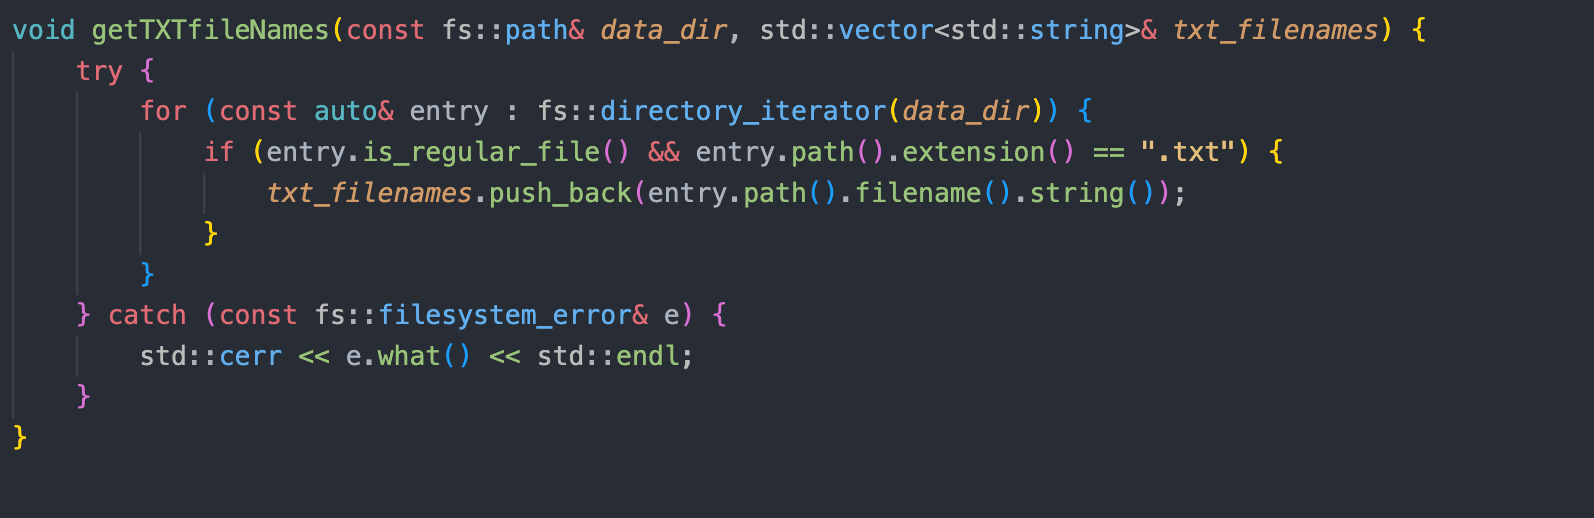 void getTXTfileNames(const fs::path& data_dir, std::vector<std::string>& txt_filenames) {
    try {
        for (const auto& entry : fs::directory_iterator(data_dir)) {
            if (entry.is_regular_file() && entry.path().extension() == ".txt") {
                txt_filenames.push_back(entry.path().filename().string());
            }
        }
    } catch (const fs::filesystem_error& e) {
        std::cerr << e.what() << std::endl;
    }
}